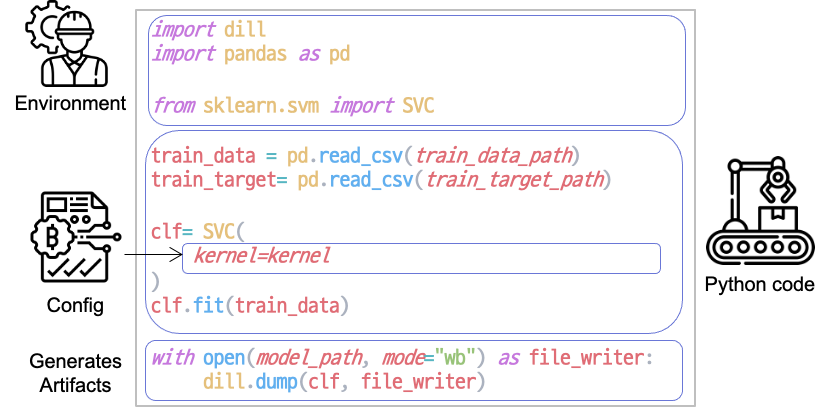 Environment
import dill
import pandas as pd
from sklearn.svm import SVC
train_data = pd.read_csv(train_data_path)
train_target= pd.read_csv(train_target_path)
clf= SVC(
kernel=kernel
)
clf.fit(train_data)
Config
Python code
Generates
Artifacts
with open(model_path, mode="wb") as file_writer:
dill.dump(clf, file_writer)